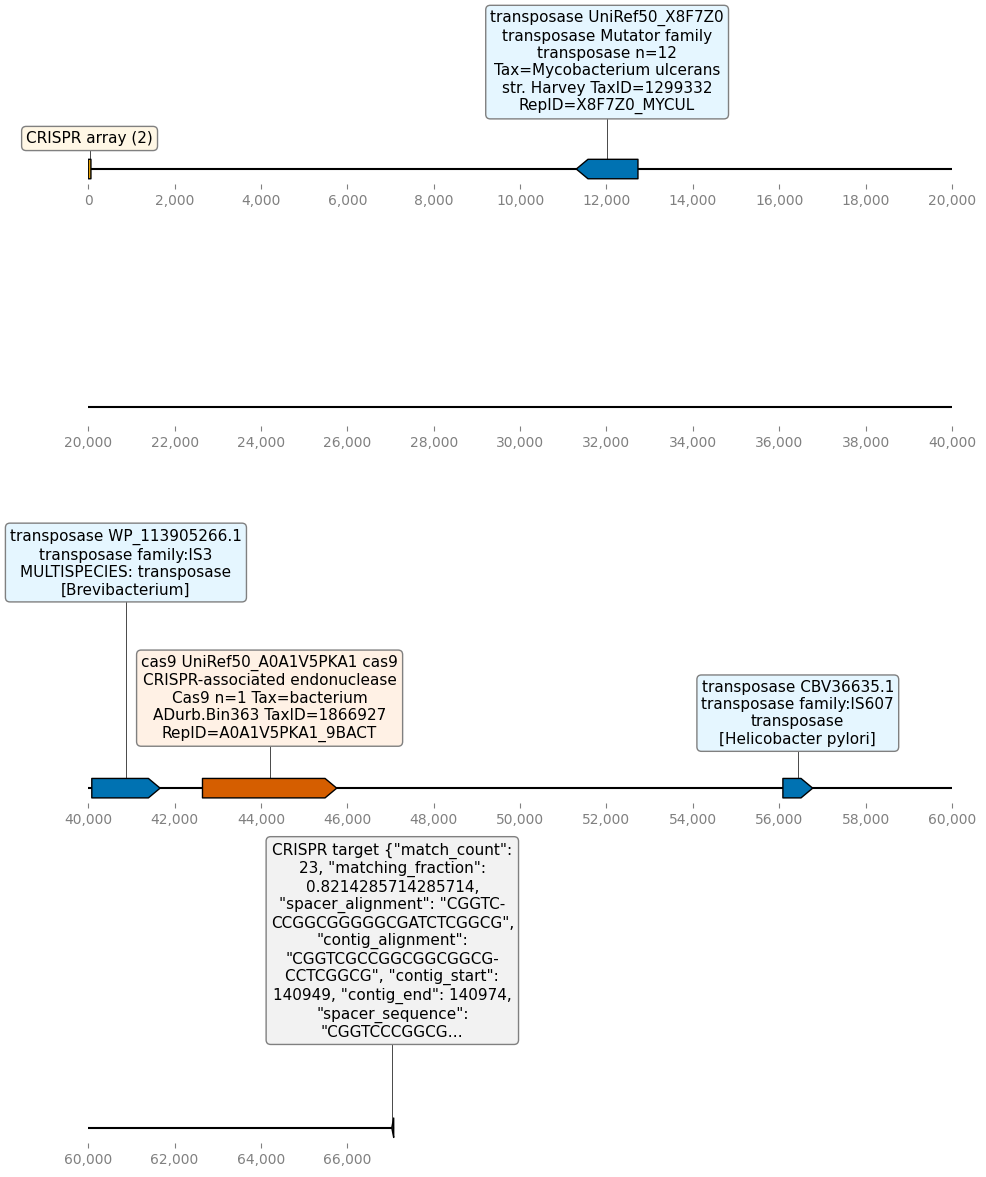 transposase UniRef50_X8F7Z0
transposase Mutator family
transposase n=12
Tax=Mycobacterium ulcerans
str. Harvey TaxID=1299332
RepID=X8F7Z0_MYCUL
CRISPR array (2)
0 2,000 4,000 6,000 8,000 10,000 12,000 14,000 16,000 18,000 20,000
20,000 22,000 24,000 26,000 28,000 30,000 32,000 34,000 36,000 38,000 40,000
transposase WP_113905266.1
transposase family:IS3
MULTISPECIES: transposase
[Brevibacterium]
cas9 UniRef50_A0A1V5PKA1 cas9
CRISPR-associated endonuclease
Cas9 n=1 Tax=bacterium
ADurb.Bin363 TaxID=1866927
RepID=A0A1V5PKA1_9BACT
transposase CBV36635.1
transposase family:IS607
transposase
[Helicobacter pylori]
40,000 42,000 44,000 46,000 48,000 50,000 52,000 54,000 56,000 58,000 60,000
CRISPR target {"match_count":
23, "matching_fraction":
0.8214285714285714,
"spacer_alignment": "CGGTC-
CCGGCGGGGGCGATCTCGGCG",
"contig_alignment":
"CGGTCGCCGGCGGCGGCG-
CCTCGGCG", "contig_start":
140949, "contig_end": 140974,
"spacer_sequence":
"CGGTCCCGGCG...
60,000 62,000 64,000 66,000